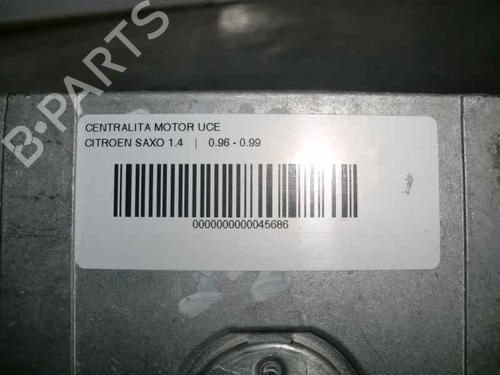 B-PARTS
CENTRALITA MOTOR UCE
CITROEN SAXO 1.4 | 0.96 - 0.99
0000000000045686